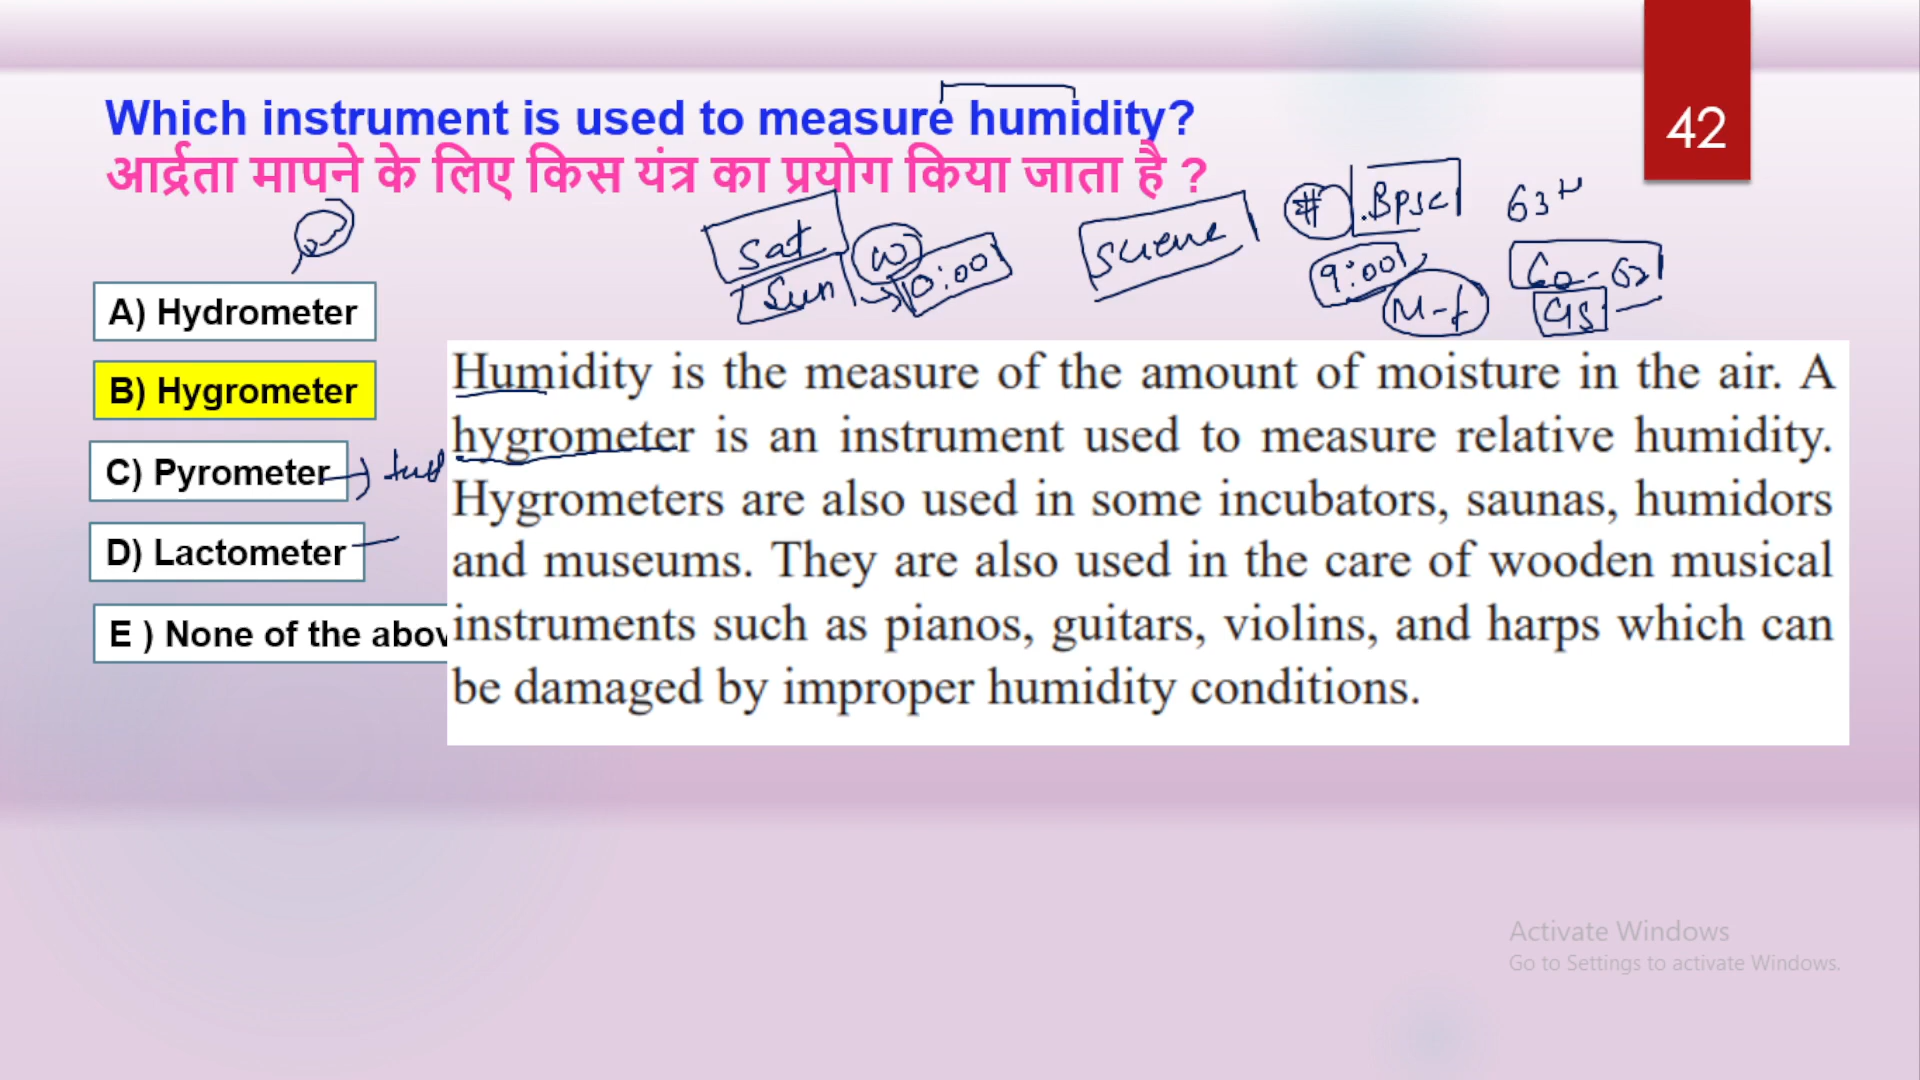 42
Which instrument is used to measure humidity?
आर्द्रता मापने के लिए किस यंत्र का प्रयोग किया जाता है ?
# .Bpsc 63
Sat
Sun 10:00
Science
9:00
M-f
GS
A) Hydrometer
B) Hygrometer
C) Pyrometer
D) Lactometer
E ) None of the abov
Humidity is the measure of the amount of moisture in the air. A
hygrometer is an instrument used to measure relative humidity.
Hygrometers are also used in some incubators, saunas, humidors
and museums. They are also used in the care of wooden musical
instruments such as pianos, guitars, violins, and harps which can
be damaged by improper humidity conditions.
Activate Windows
Go to Settings to activate Windows.